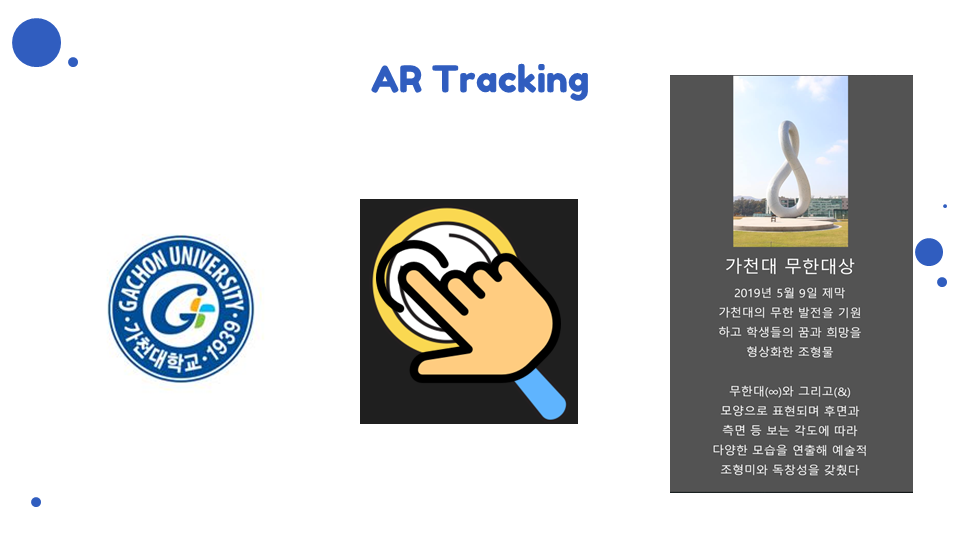 AR Tracking
GACHON UNIVERSITY
G
가천대학교·1939
가천대 무한대상
2019년 5월 9일 제막
가천대의 무한 발전을 기원
하고 학생들의 꿈과 희망을
형상화한 조형물
무한대(∞)와 그리고(&)
모양으로 표현되며 후면과
측면 등 보는 각도에 따라
다양한 모습을 연출해 예술적
조형미와 독창성을 갖췄다